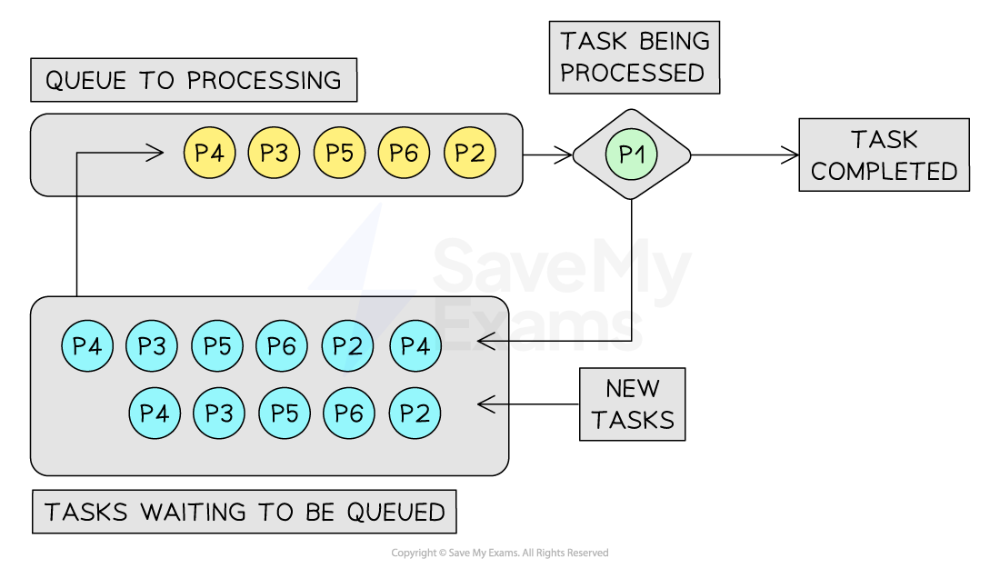 TASK BEING
PROCESSED
QUEUE TO PROCESSING
P4 P3 P5 P6 P2
P1
TASK
COMPLETED
SaveMy
Exams
P4 P3 P5 P6 P2 P4
P4 P3 P5 P6 P2
NEW
TASKS
TASKS WAITING TO BE QUEUED
Copyright © Save My Exams. All Rights Reserved